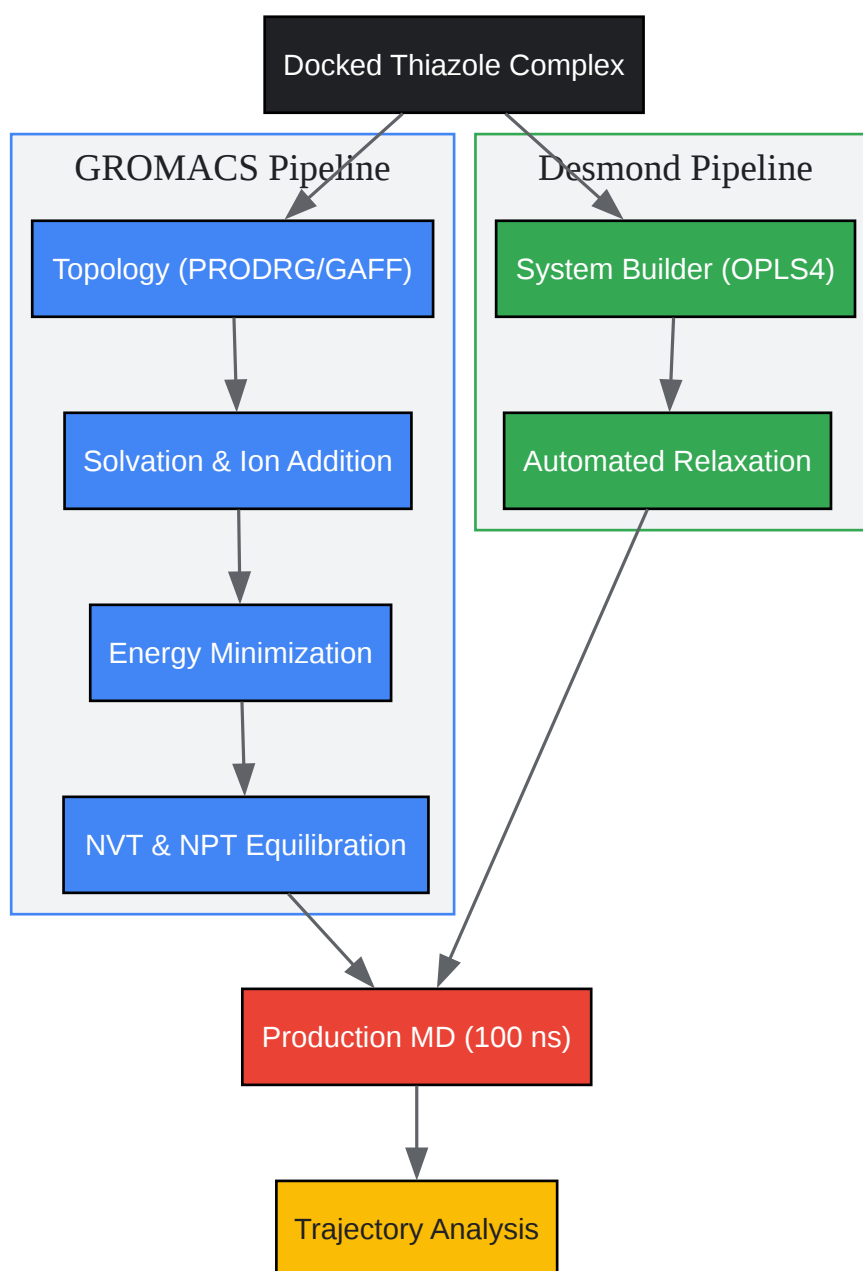 Docked Thiazole Complex
GROMACS Pipeline
Desmond Pipeline
Topology (PRODRG/GAFF)
System Builder (OPLS4)
Solvation & Ion Addition
Automated Relaxation
Energy Minimization
NVT & NPT Equilibration
Production MD (100 ns)
Trajectory Analysis